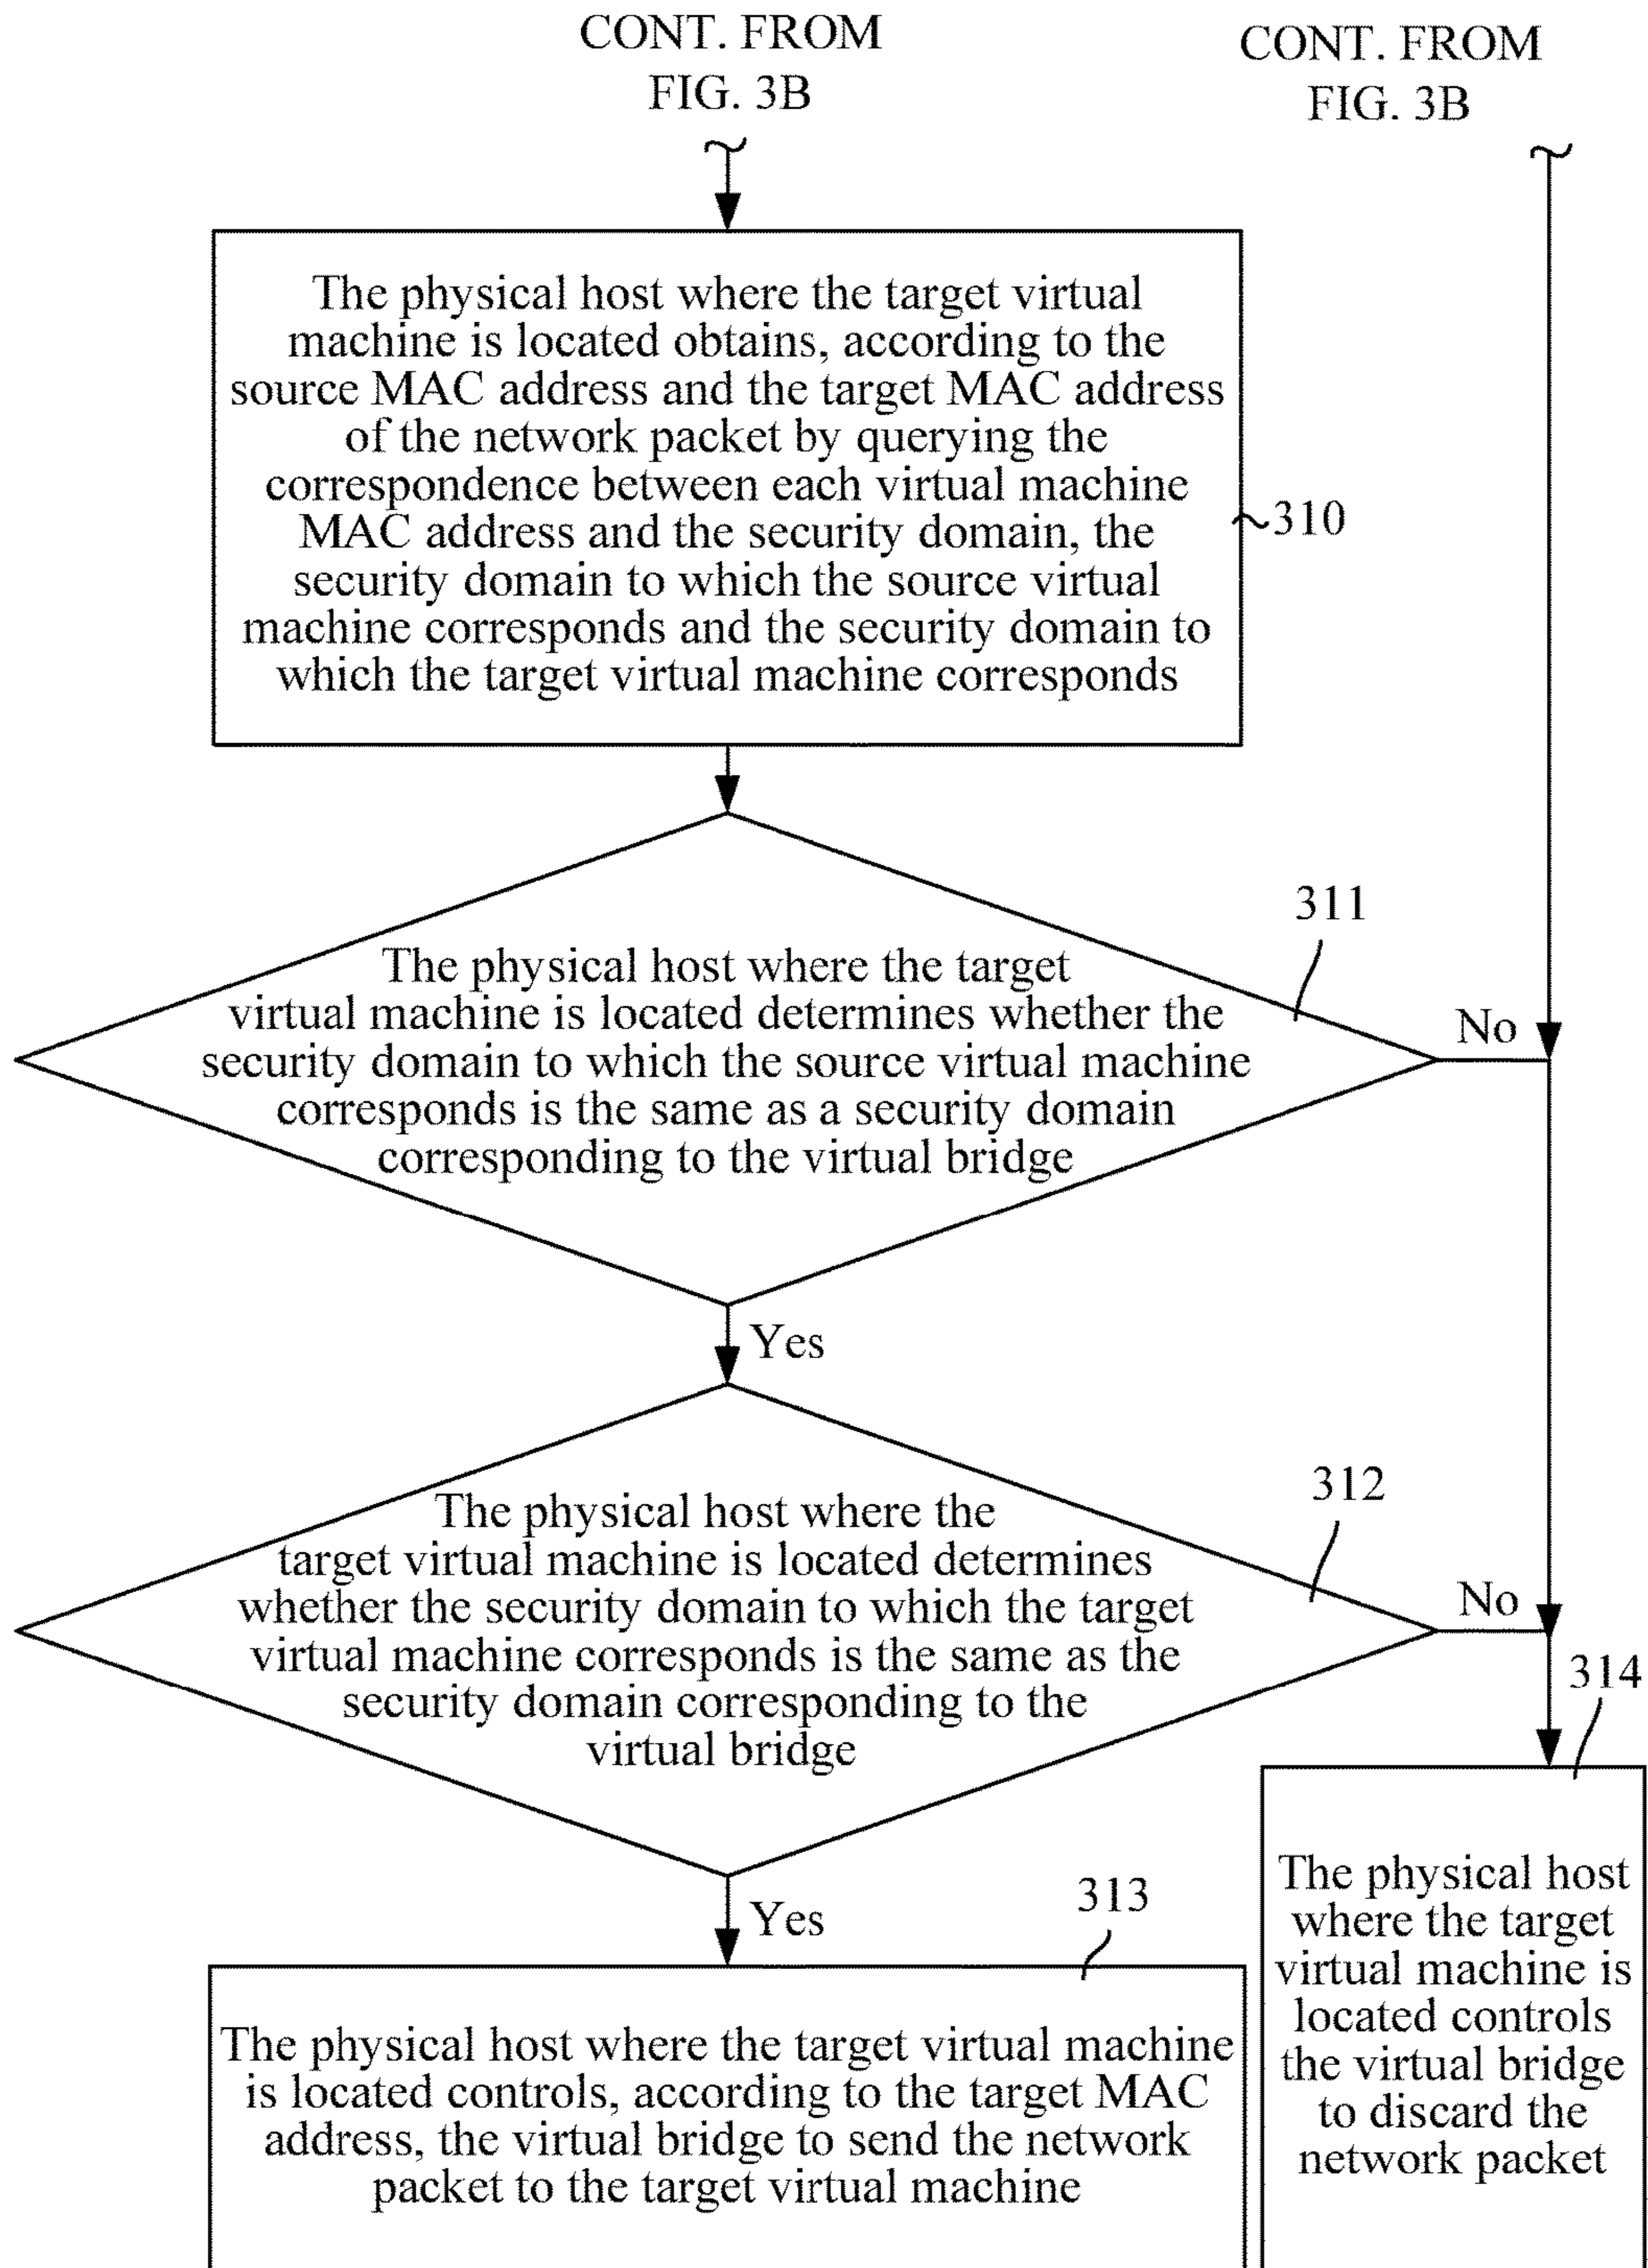 CONT. FROM
FIG. 3B
CONT. FROM
FIG. 3B
The physical host where the target virtual
machine is located obtains, according to the
source MAC address and the target MAC address
of the network packet by querying the
correspondence between each virtual machine
MAC address and the security domain, the
security domain to which the source virtual
machine corresponds and the security domain to
which the target virtual machine corresponds
310
311
The physical host where the target
virtual machine is located determines whether the
security domain to which the source virtual machine
corresponds is the same as a security domain
corresponding to the virtual bridge
No
Yes
312
The physical host where the
target virtual machine is located determines
whether the security domain to which the target
virtual machine corresponds is the same as the
security domain corresponding to the
virtual bridge
No
Yes
313
The physical host where the target virtual machine
is located controls, according to the target MAC
address, the virtual bridge to send the network
packet to the target virtual machine
314
The physical host
where the target
virtual machine is
located controls
the virtual bridge
to discard the
network packet